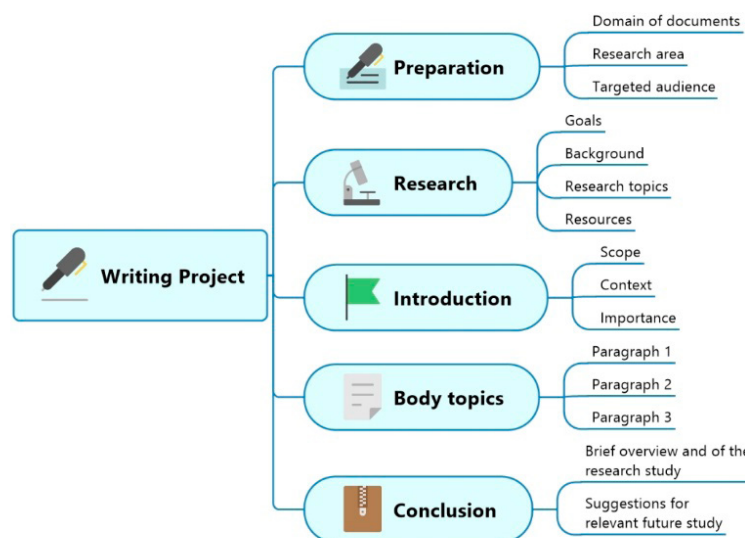 Writing Project
Preparation
Domain of documents
Research area
Targeted audience
Research
Goals
Background
Research topics
Resources
Introduction
Scope
Context
Importance
Body topics
Paragraph 1
Paragraph 2
Paragraph 3
Conclusion
Brief overview and of the
research study
Suggestions for
relevant future study